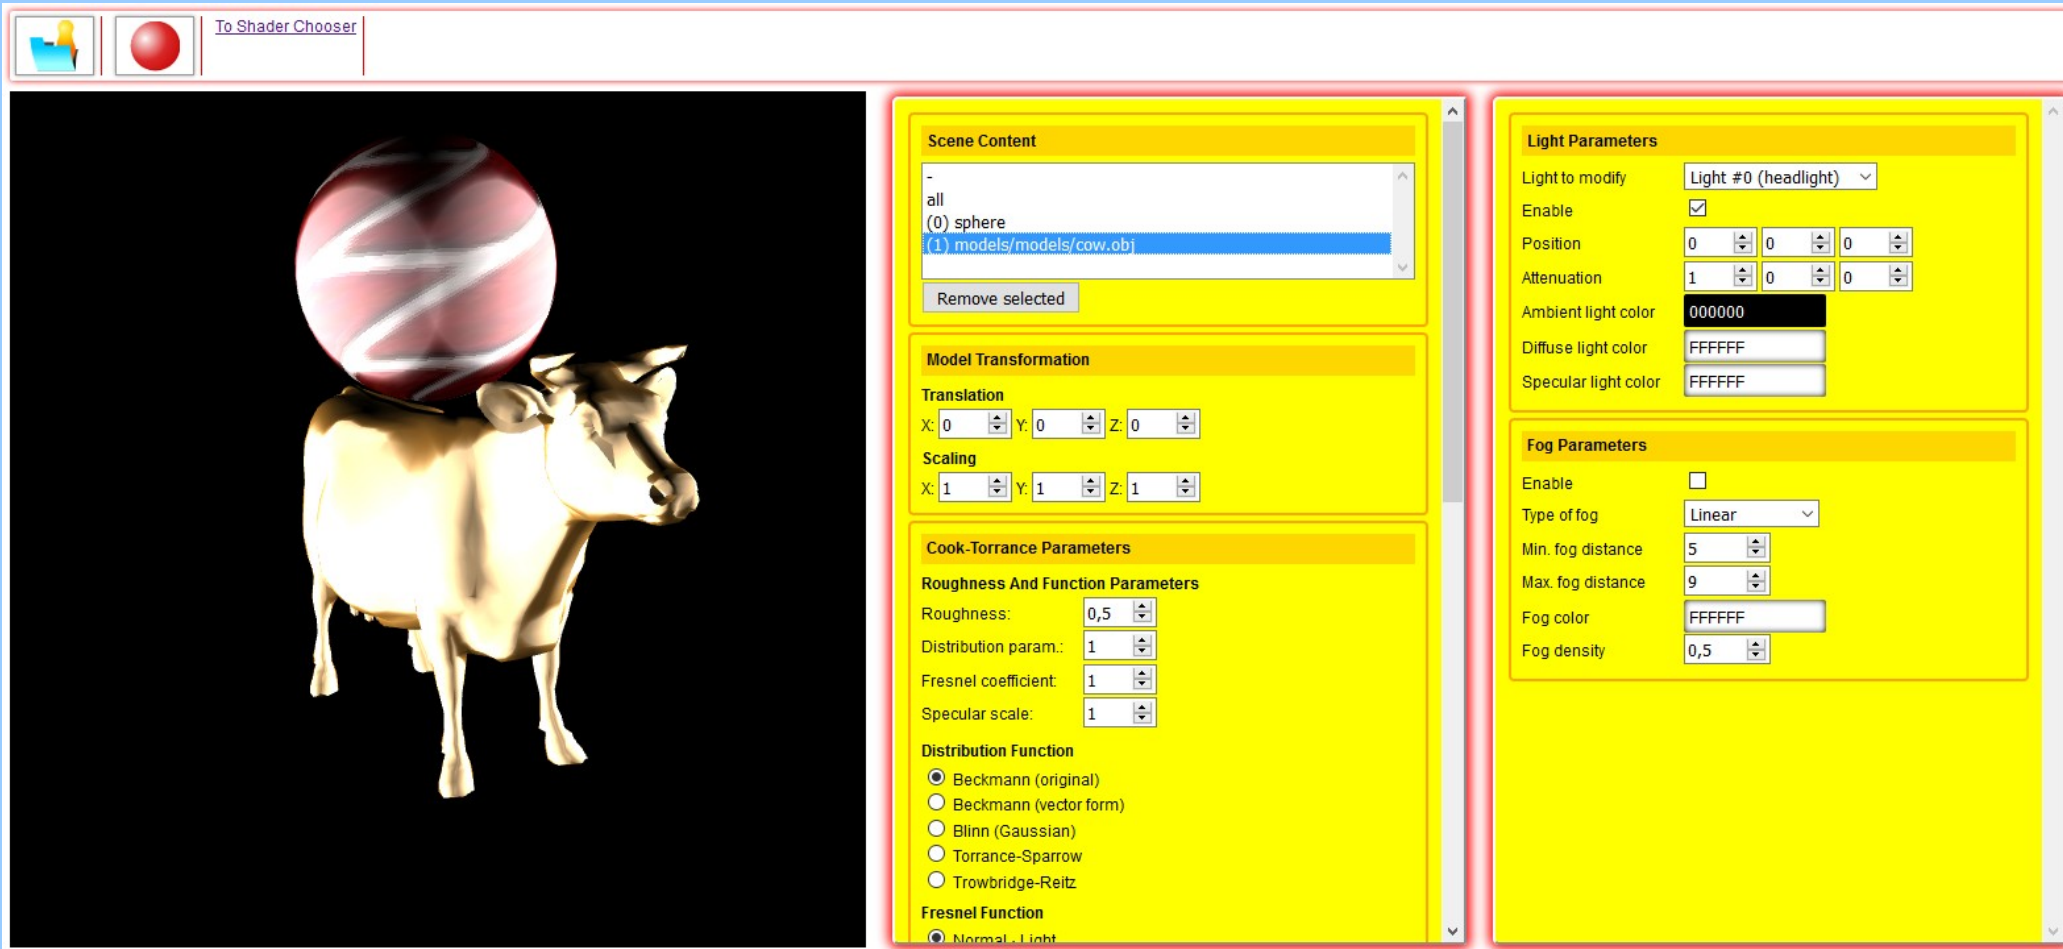 To Shader Chooser
Scene Content
-
all
(0) sphere
(1) models/models/cow.obj
Remove selected
Model Transformation
Translation
X: 0 Y: 0 Z: 0
Scaling
X: 1 Y: 1 Z: 1
Cook-Torrance Parameters
Roughness And Function Parameters
Roughness: 0,5
Distribution param.: 1
Fresnel coefficient: 1
Specular scale: 1
Distribution Function
Beckmann (original)
Beckmann (vector form)
Blinn (Gaussian)
Torrance-Sparrow
Trowbridge-Reitz
Fresnel Function
Normal - Light
Light Parameters
Light to modify Light #0 (headlight)
Enable
Position 0 0 0
Attenuation 1 0 0
Ambient light color 000000
Diffuse light color FFFFFF
Specular light color FFFFFF
Fog Parameters
Enable
Type of fog Linear
Min. fog distance 5
Max. fog distance 9
Fog color FFFFFF
Fog density 0,5